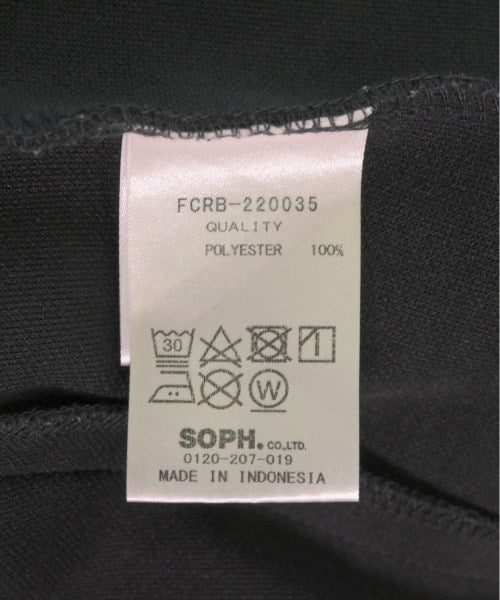 FCRB-220035
QUALITY
POLYESTER 100%
30
W
SOPH. CO.,LTD.
0120-207-019
MADE IN INDONESIA